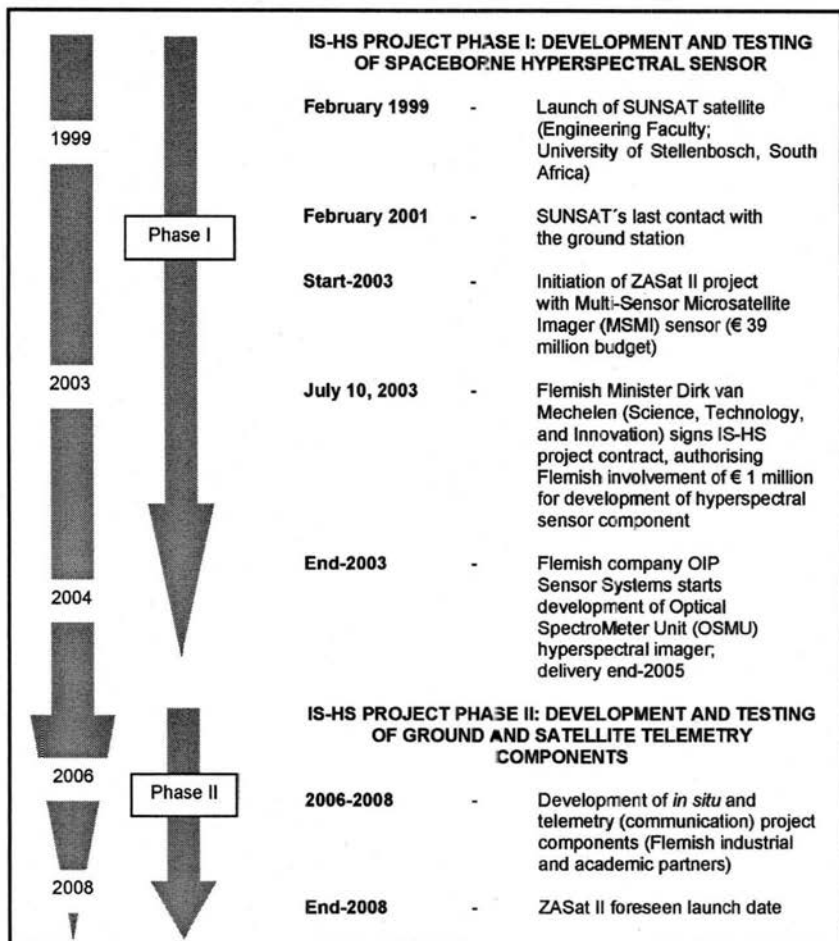 IS-HS PROJECT PHASE I: DEVELOPMENT AND TESTING
OF SPACEBORNE HYPERSPECTRAL SENSOR
February 1999 - Launch of SUNSAT satellite
(Engineering Faculty;
University of Stellenbosch, South
Africa)
1999
February 2001 - SUNSAT´s last contact with
the ground station
Phase I
Start-2003 - Initiation of ZASat II project
with Multi-Sensor Microsatellite
Imager (MSMI) sensor (€ 39
million budget)
2003
July 10, 2003 - Flemish Minister Dirk van
Mechelen (Science, Technology,
and Innovation) signs IS-HS
project contract, authorising
Flemish involvement of € 1 million
for development of hyperspectral
sensor component
End-2003 - Flemish company OIP
Sensor Systems starts
development of Optical
SpectroMeter Unit (OSMU)
hyperspectral imager;
delivery end-2005
2004
IS-HS PROJECT PHASE II: DEVELOPMENT AND TESTING
OF GROUND AND SATELLITE TELEMETRY
COMPONENTS
2006
Phase II
2006-2008 - Development of in situ and
telemetry (communication) project
components (Flemish industrial
and academic partners)
2008
End-2008 - ZASat II foreseen launch date